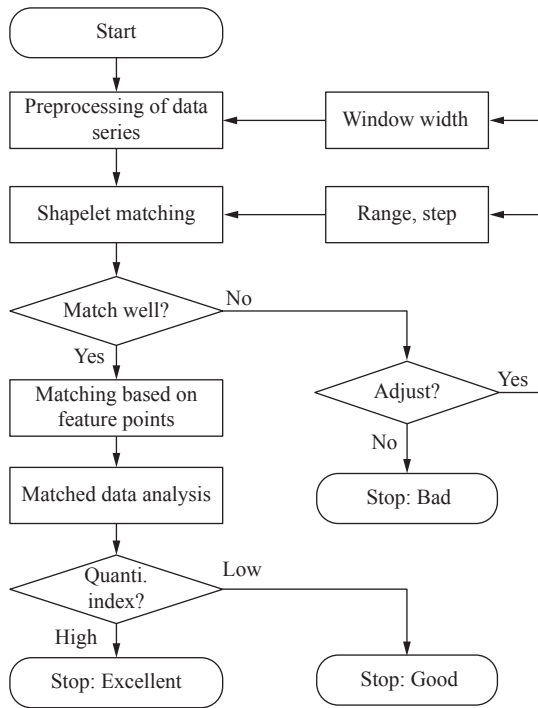 Start
Preprocessing of data
series
Window width
Shapelet matching
Range, step
Match well?
No
Yes
Matching based on
feature points
Adjust?
Yes
No
Matched data analysis
Stop: Bad
Quanti.
index?
Low
High
Stop: Excellent
Stop: Good